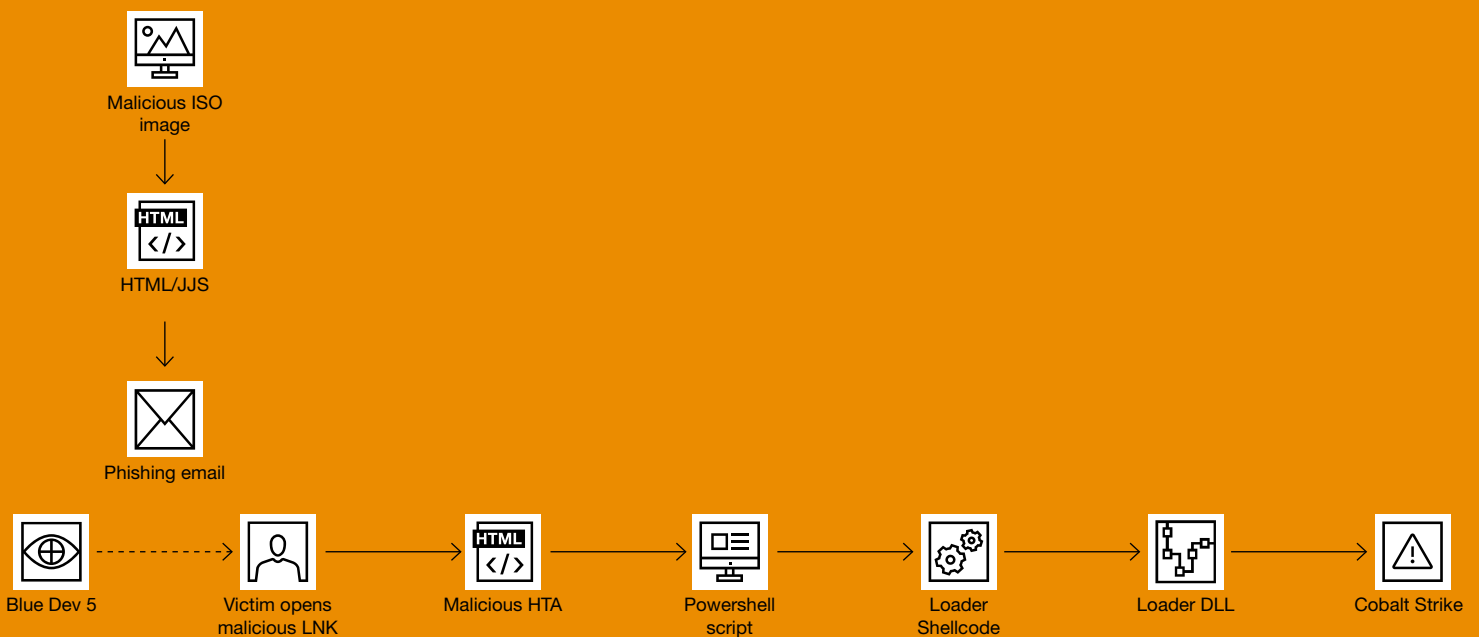 Malicious ISO
image
HTML
</>
HTML/JJS
Phishing email
Blue Dev 5
Victim opens
malicious LNK
HTML
</>
Malicious HTA
Powershell
script
Loader
Shellcode
Loader DLL
Cobalt Strike